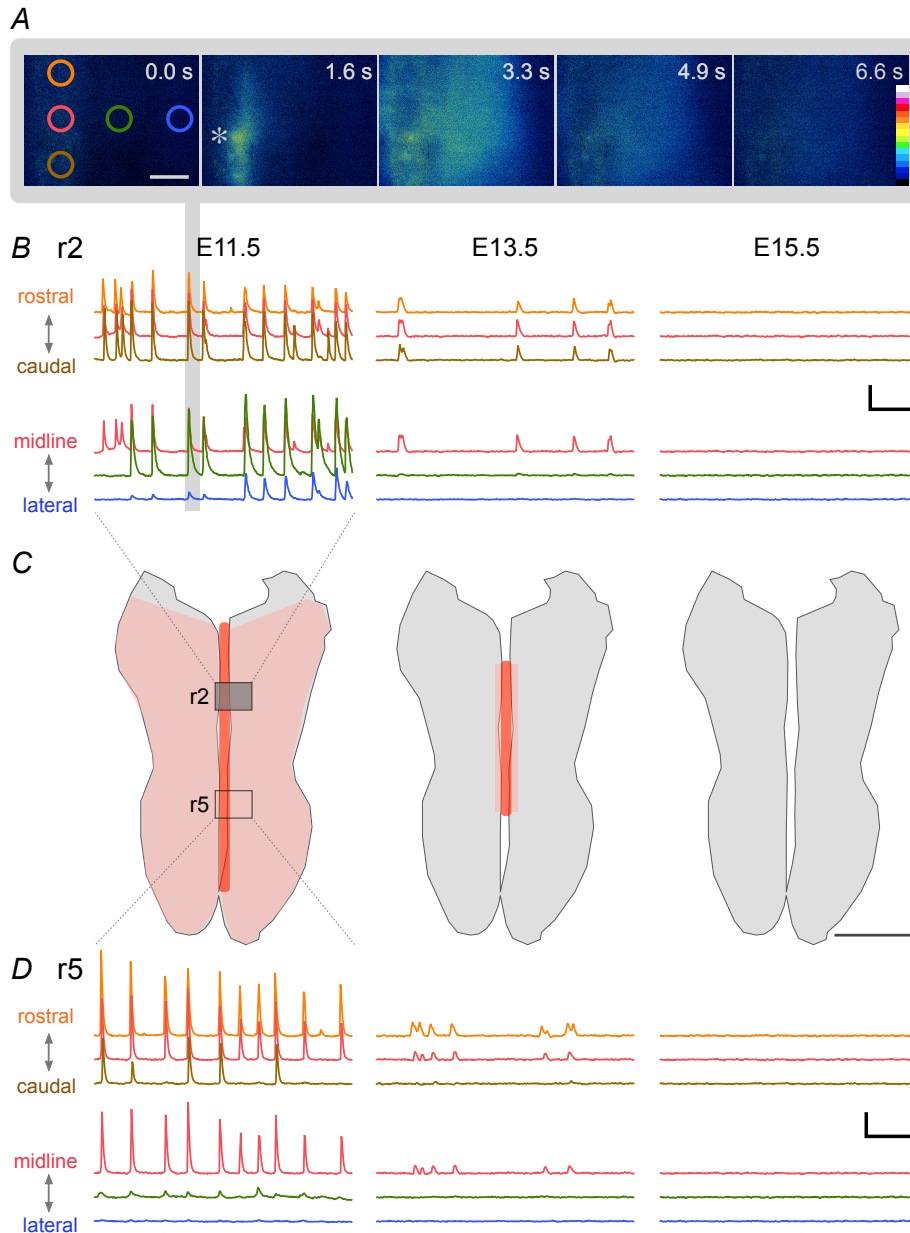 A
0.0 s 1.6 s 3.3 s 4.9 s 6.6 s
*
B r2 E11.5 E13.5 E15.5
rostral
caudal
midline
lateral
C
r2
r5
D r5
rostral
caudal
midline
lateral